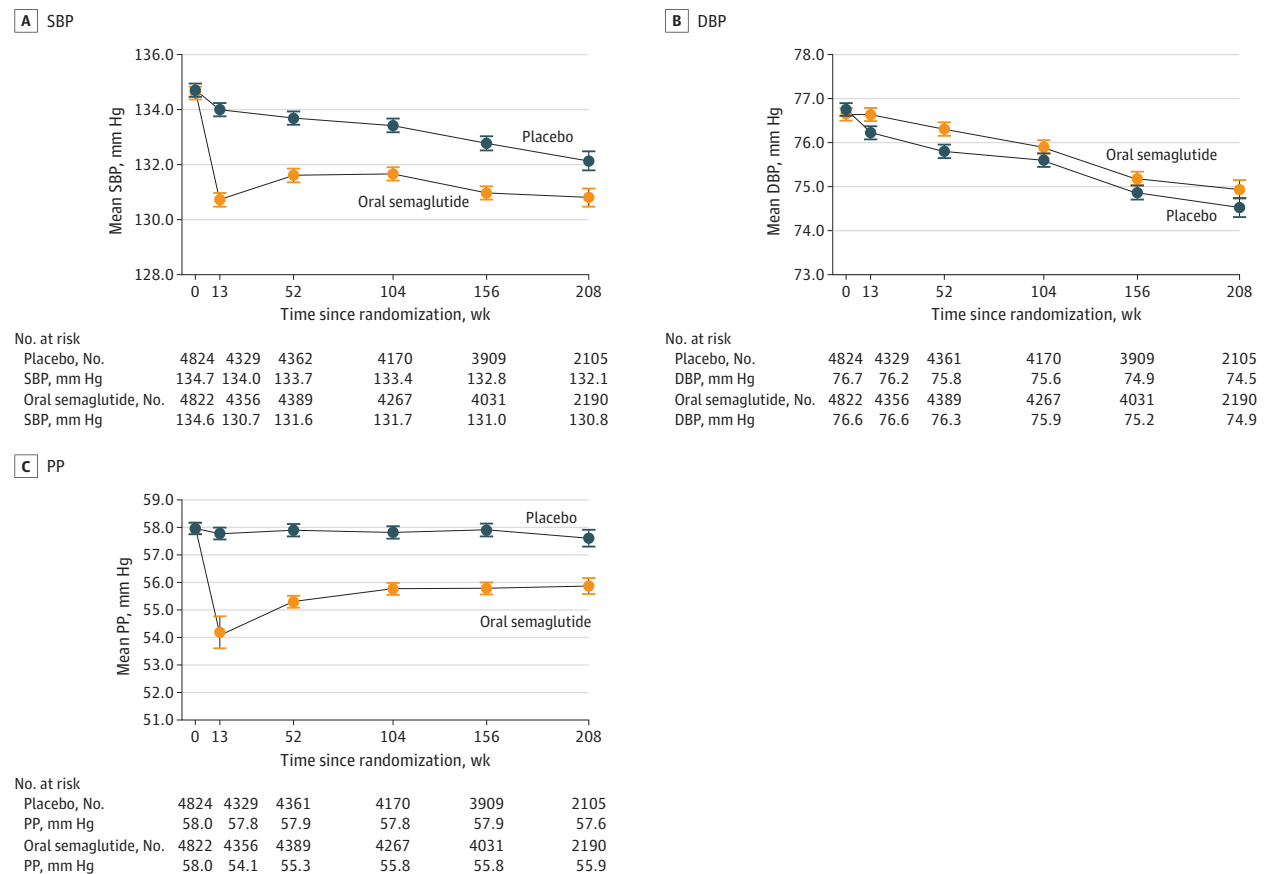 A SBP
136.0
134.0
132.0
130.0
128.0
Mean SBP, mm Hg
Placebo
Oral semaglutide
0 13 52 104 156 208
Time since randomization, wk
No. at risk
Placebo, No. 4824 4329 4362 4170 3909 2105
SBP, mm Hg 134.7 134.0 133.7 133.4 132.8 132.1
Oral semaglutide, No. 4822 4356 4389 4267 4031 2190
SBP, mm Hg 134.6 130.7 131.6 131.7 131.0 130.8
B DBP
78.0
77.0
76.0
75.0
74.0
73.0
Mean DBP, mm Hg
Oral semaglutide
Placebo
0 13 52 104 156 208
Time since randomization, wk
No. at risk
Placebo, No. 4824 4329 4361 4170 3909 2105
DBP, mm Hg 76.7 76.2 75.8 75.6 74.9 74.5
Oral semaglutide, No. 4822 4356 4389 4267 4031 2190
DBP, mm Hg 76.6 76.6 76.3 75.9 75.2 74.9
C PP
59.0
58.0
57.0
56.0
55.0
54.0
53.0
52.0
51.0
Mean PP, mm Hg
Placebo
Oral semaglutide
0 13 52 104 156 208
Time since randomization, wk
No. at risk
Placebo, No. 4824 4329 4361 4170 3909 2105
PP, mm Hg 58.0 57.8 57.9 57.8 57.9 57.6
Oral semaglutide, No. 4822 4356 4389 4267 4031 2190
PP, mm Hg 58.0 54.1 55.3 55.8 55.8 55.9